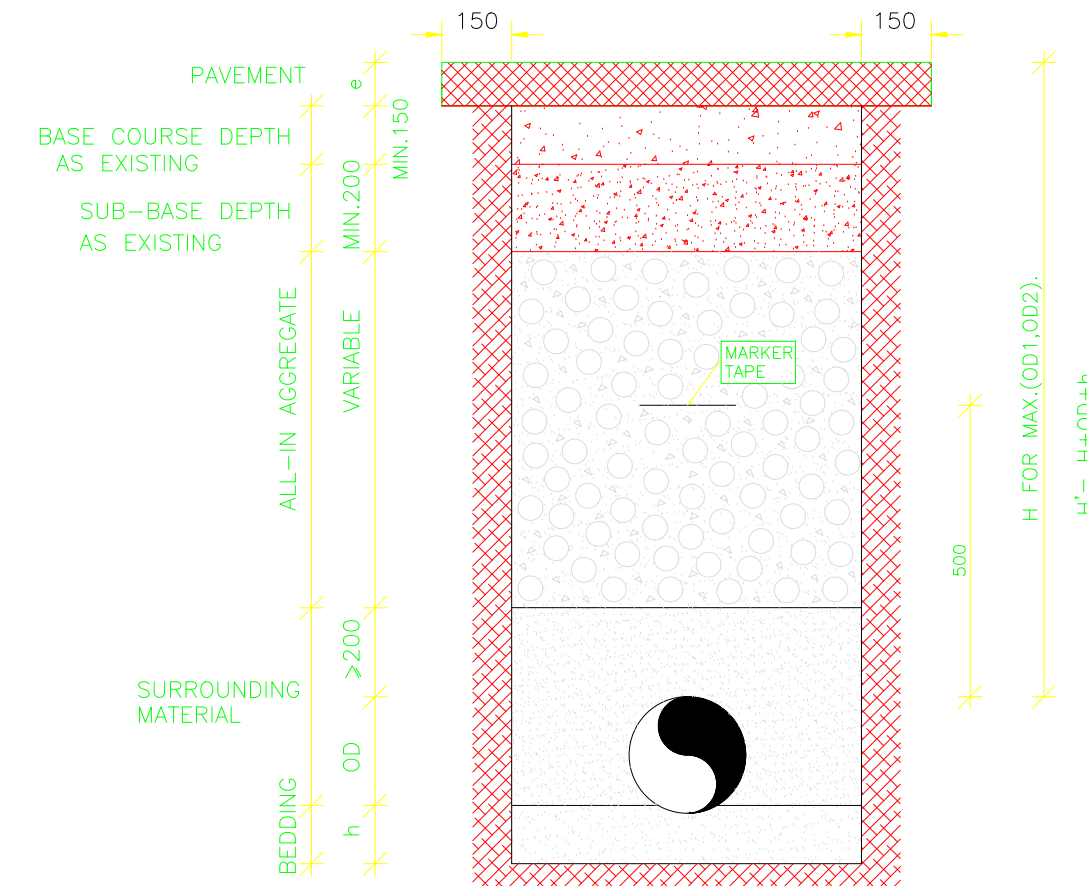 150
150
PAVEMENT
e
MIN.150
BASE COURSE DEPTH
AS EXISTING
SUB-BASE DEPTH
AS EXISTING
MIN.200
ALL-IN AGGREGATE
VARIABLE
MARKER
TAPE
H FOR MAX.(OD1,OD2).
500
>200
SURROUNDING
MATERIAL
OD
BEDDING
h